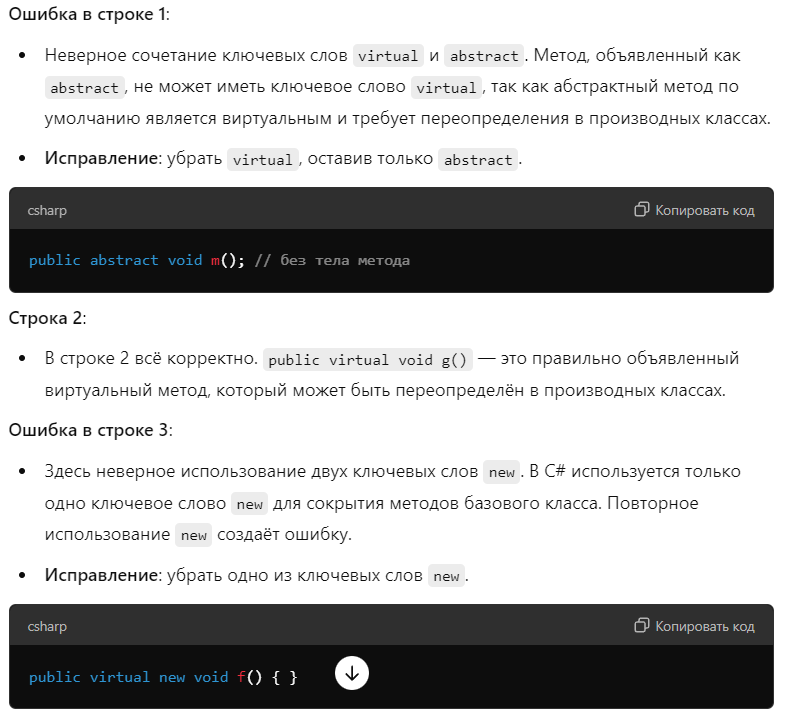 Ошибка в строке 1:
• Неверное сочетание ключевых слов virtual и abstract. Метод, объявленный как
abstract, не может иметь ключевое слово virtual, так как абстрактный метод по
умолчанию является виртуальным и требует переопределения в производных классах.
• Исправление: убрать virtual, оставив только abstract.
csharp Копировать код
public abstract void m(); // без тела метода
Строка 2:
• В строке 2 всё корректно. public virtual void g() — это правильно объявленный
виртуальный метод, который может быть переопределён в производных классах.
Ошибка в строке 3:
• Здесь неверное использование двух ключевых слов new. В C# используется только
одно ключевое слово new для сокрытия методов базового класса. Повторное
использование new создаёт ошибку.
• Исправление: убрать одно из ключевых слов new.
csharp Копировать код
public virtual new void f() { }